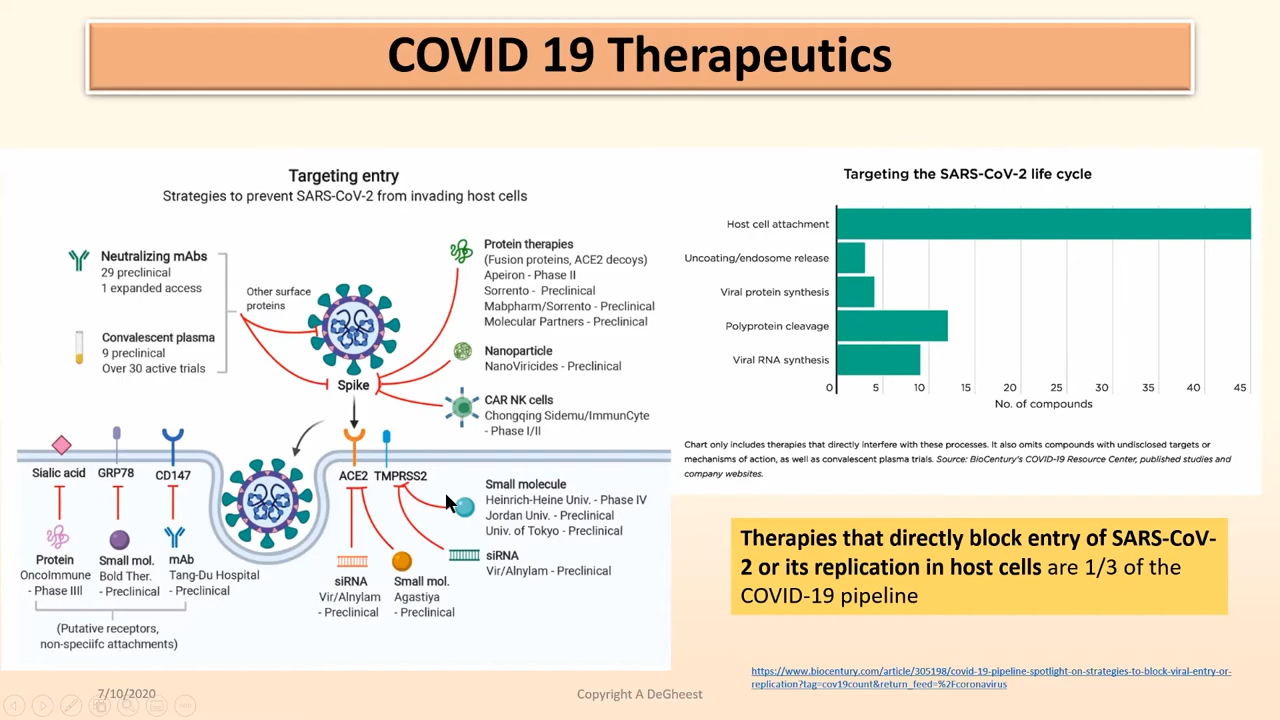 COVID 19 Therapeutics
Targeting entry
Strategies to prevent SARS-CoV-2 from invading host cells
Neutralizing mAbs
29 preclinical
1 expanded access
Convalescent plasma
9 preclinical
Over 30 active trials
Other surface
proteins
Spike
Protein therapies
(Fusion proteins, ACE2 decoys)
Apeiron - Phase II
Sorrento - Preclinical
Mabpharm/Sorrento - Preclinical
Molecular Partners - Preclinical
Nanoparticle
NanoViricides - Preclinical
CAR NK cells
Chongqing Sidemu/ImmunCyte
- Phase I/II
Sialic acid
GRP78
CD147
ACE2
TMPRSS2
Protein
OncoImmune
- Phase IIII
Small mol.
Bold Ther.
- Preclinical
mAb
Tang-Du Hospital
- Preclinical
(Putative receptors,
non-speciifc attachments)
siRNA
Vir/Alnylam
- Preclinical
Small mol.
Agastiya
- Preclinical
Small molecule
Heinrich-Heine Univ. - Phase IV
Jordan Univ. - Preclinical
Univ. of Tokyo - Preclinical
siRNA
Vir/Alnylam - Preclinical
Targeting the SARS-CoV-2 life cycle
Host cell attachment
Uncoating/endosome release
Viral protein synthesis
Polyprotein cleavage
Viral RNA synthesis
0 5 10 15 20 25 30 35 40 45
No. of compounds
Chart only includes therapies that directly interfere with these processes. It also omits compounds with undisclosed targets or
mechanisms of action, as well as convalescent plasma trials. Source: BioCentury's COVID-19 Resource Center, published studies and
company websites.
Therapies that directly block entry of SARS-CoV-
2 or its replication in host cells are 1/3 of the
COVID-19 pipeline
https://www.biocentury.com/article/305198/covid-19-pipeline-spotlight-on-strategies-to-block-viral-entry-or-
replication?tag=cov19count&return_feed=%2Fcoronavirus
7/10/2020
Copyright A DeGheest